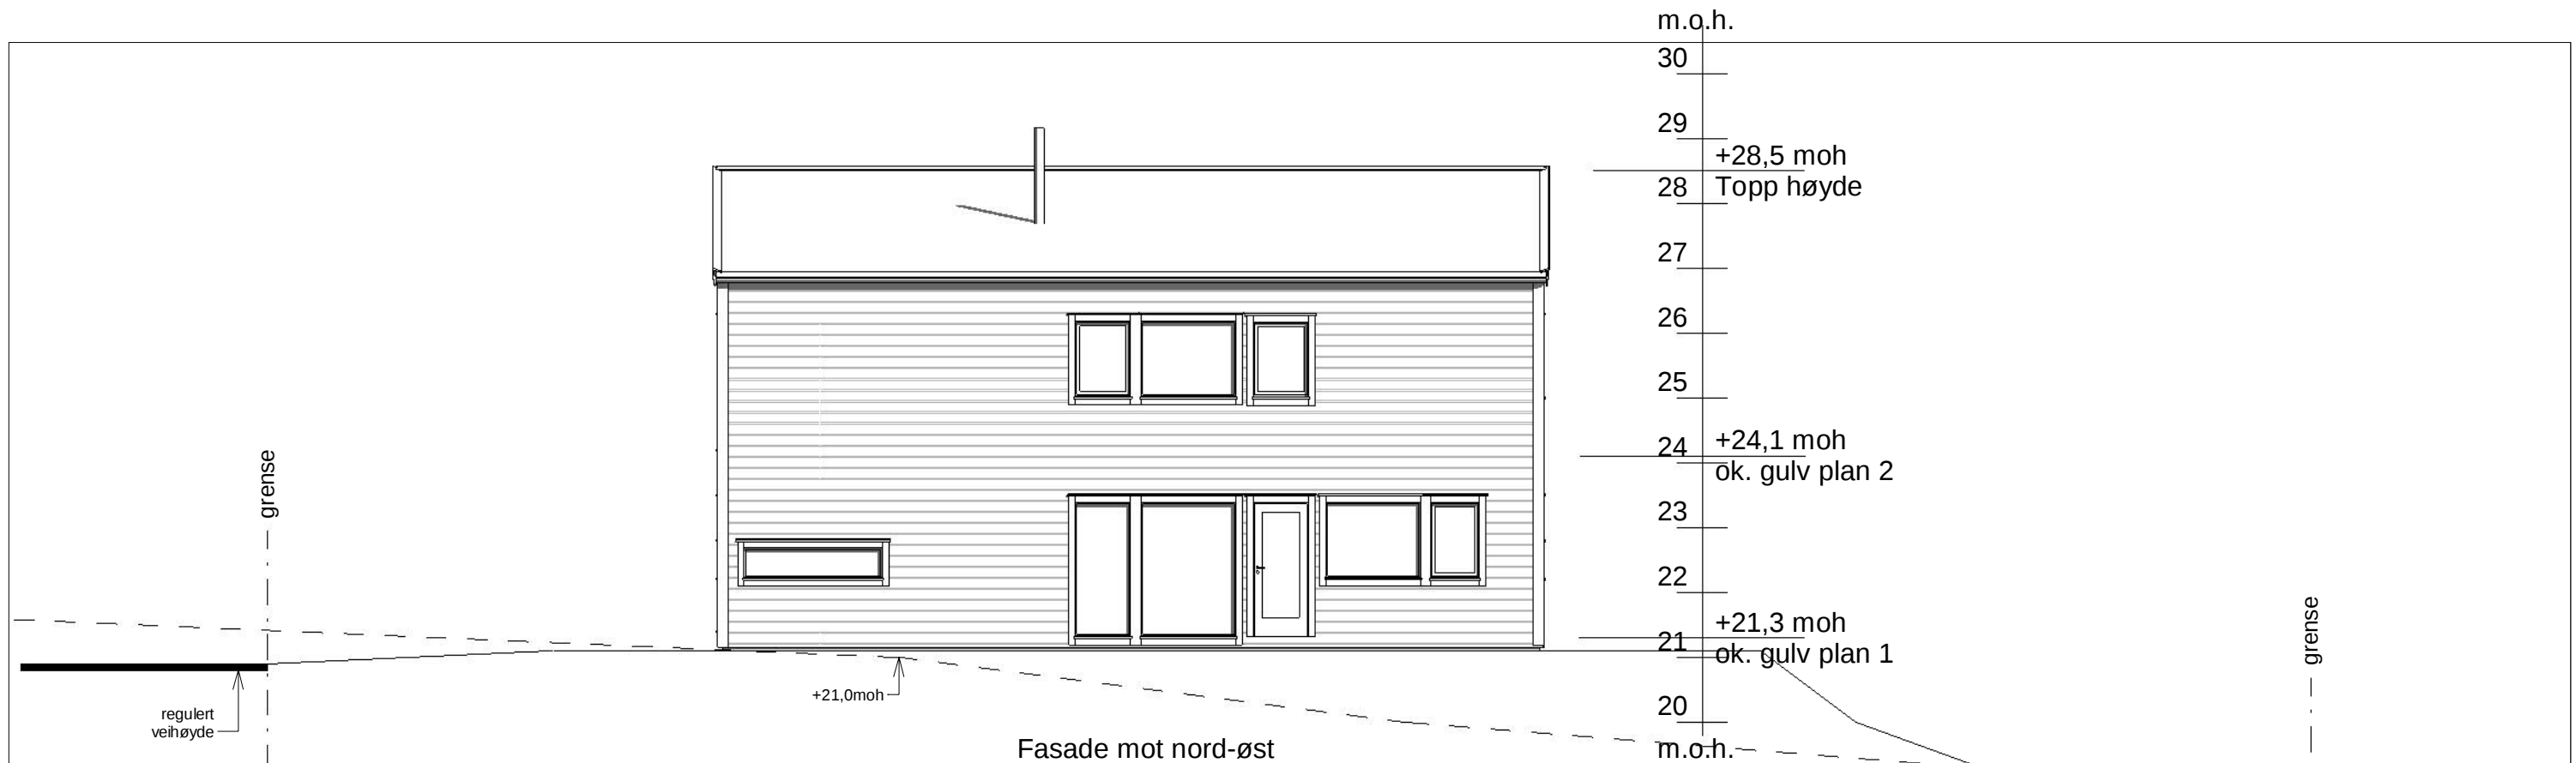 m.o.h.
30
29
+28,5 moh
28
Topp høyde
27
26
25
+24,1 moh
24
ok. gulv plan 2
grense
23
22
grense
+21,3 moh
21
ok. gulv plan 1
+21,0moh
regulert
veihøyde
20
Fasade mot nord-øst
m.o.h.